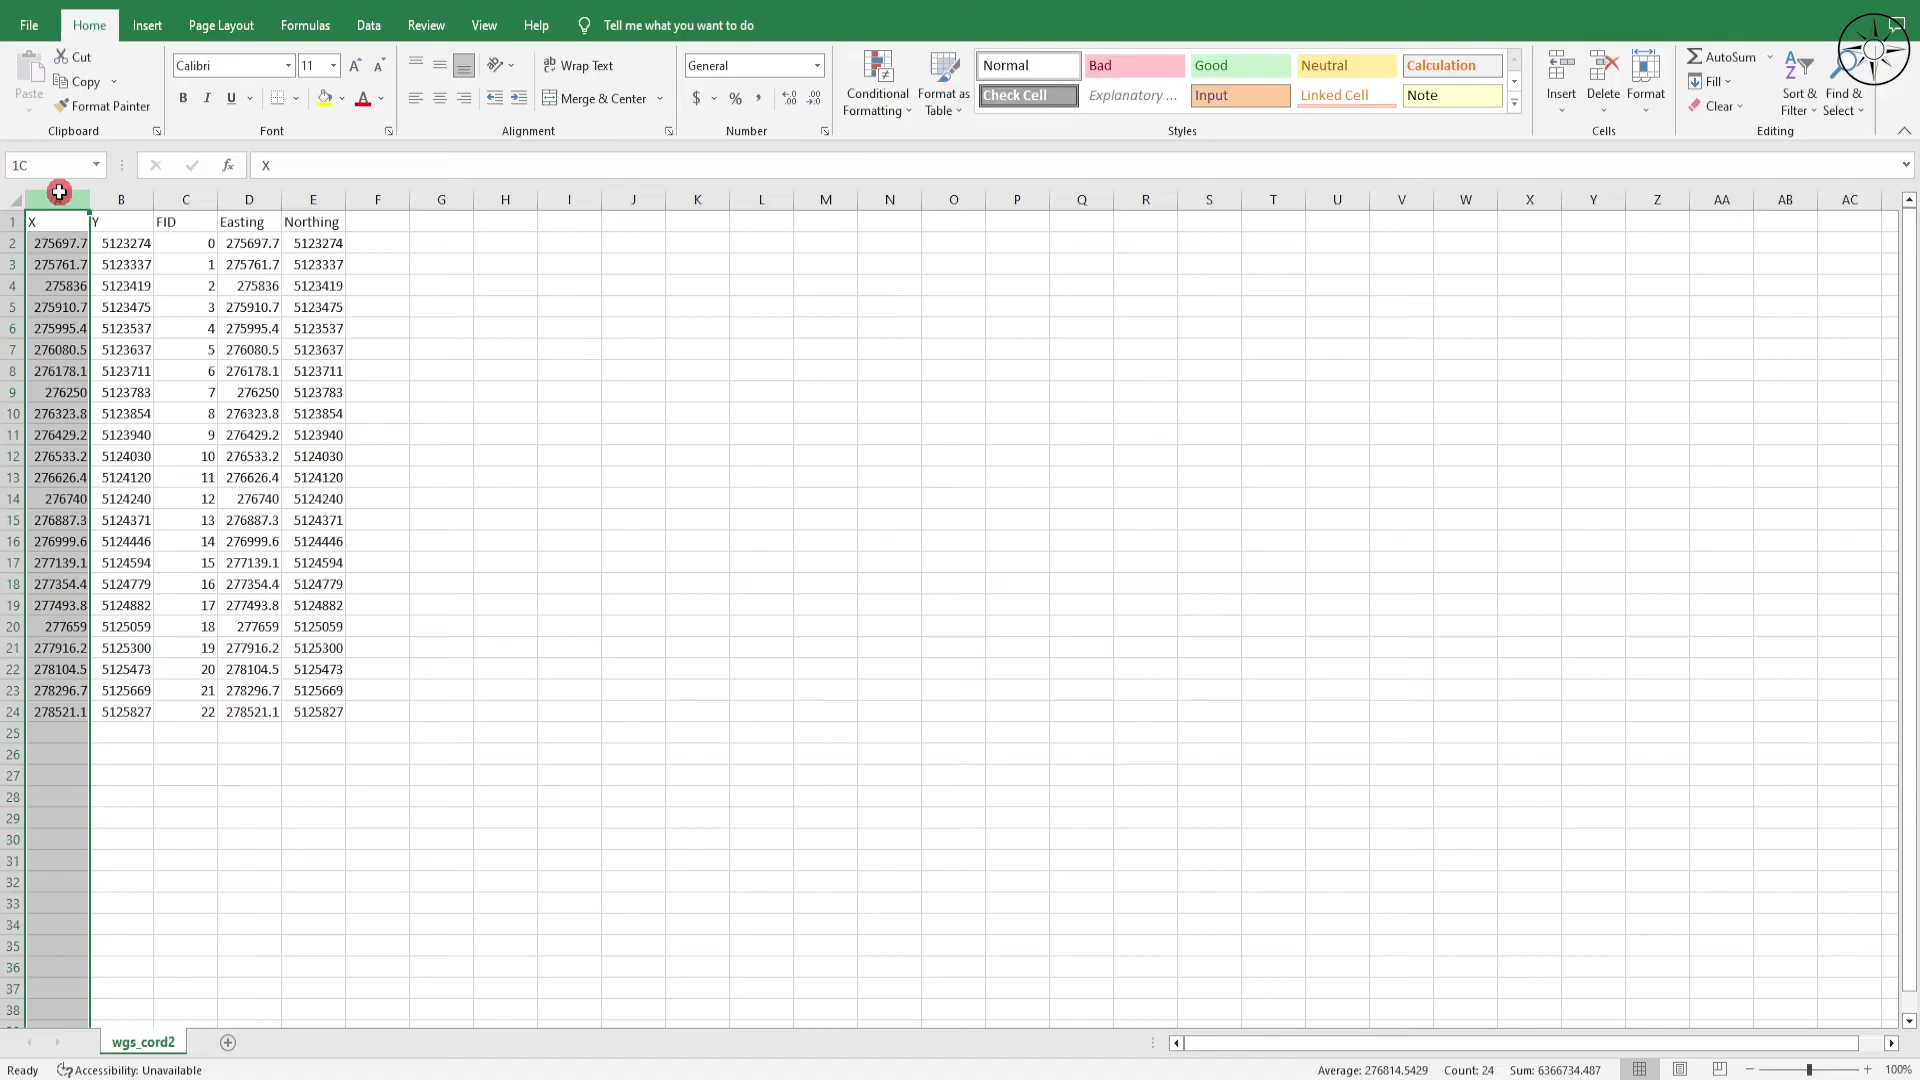 File Home Insert Page Layout Formulas Data Review View Help Tell me what you want to do
Paste Cut Copy Format Painter Clipboard
Calibri 11 B I U A Font
Wrap Text Merge & Center Alignment
General $ % , Number
Conditional Formatting Format as Table
Normal Bad Good Neutral Calculation
Check Cell Explanatory ... Input Linked Cell Note
Styles
Insert Delete Format Cells
AutoSum Fill Clear Sort & Filter Find & Select Editing
1C fx X
B C D E F G H I J K L M N O P Q R S T U V W X Y Z AA AB AC
1 X Y FID Easting Northing
2 275697.7 5123274 0 275697.7 5123274
3 275761.7 5123337 1 275761.7 5123337
4 275836 5123419 2 275836 5123419
5 275910.7 5123475 3 275910.7 5123475
6 275995.4 5123537 4 275995.4 5123537
7 276080.5 5123637 5 276080.5 5123637
8 276178.1 5123711 6 276178.1 5123711
9 276250 5123783 7 276250 5123783
10 276323.8 5123854 8 276323.8 5123854
11 276429.2 5123940 9 276429.2 5123940
12 276533.2 5124030 10 276533.2 5124030
13 276626.4 5124120 11 276626.4 5124120
14 276740 5124240 12 276740 5124240
15 276887.3 5124371 13 276887.3 5124371
16 276999.6 5124446 14 276999.6 5124446
17 277139.1 5124594 15 277139.1 5124594
18 277354.4 5124779 16 277354.4 5124779
19 277493.8 5124882 17 277493.8 5124882
20 277659 5125059 18 277659 5125059
21 277916.2 5125300 19 277916.2 5125300
22 278104.5 5125473 20 278104.5 5125473
23 278296.7 5125669 21 278296.7 5125669
24 278521.1 5125827 22 278521.1 5125827
25
26
27
28
29
30
31
32
33
34
35
36
37
38
wgs_cord2
Ready Accessibility: Unavailable Average: 276814.5429 Count: 24 Sum: 6366734.487 100%